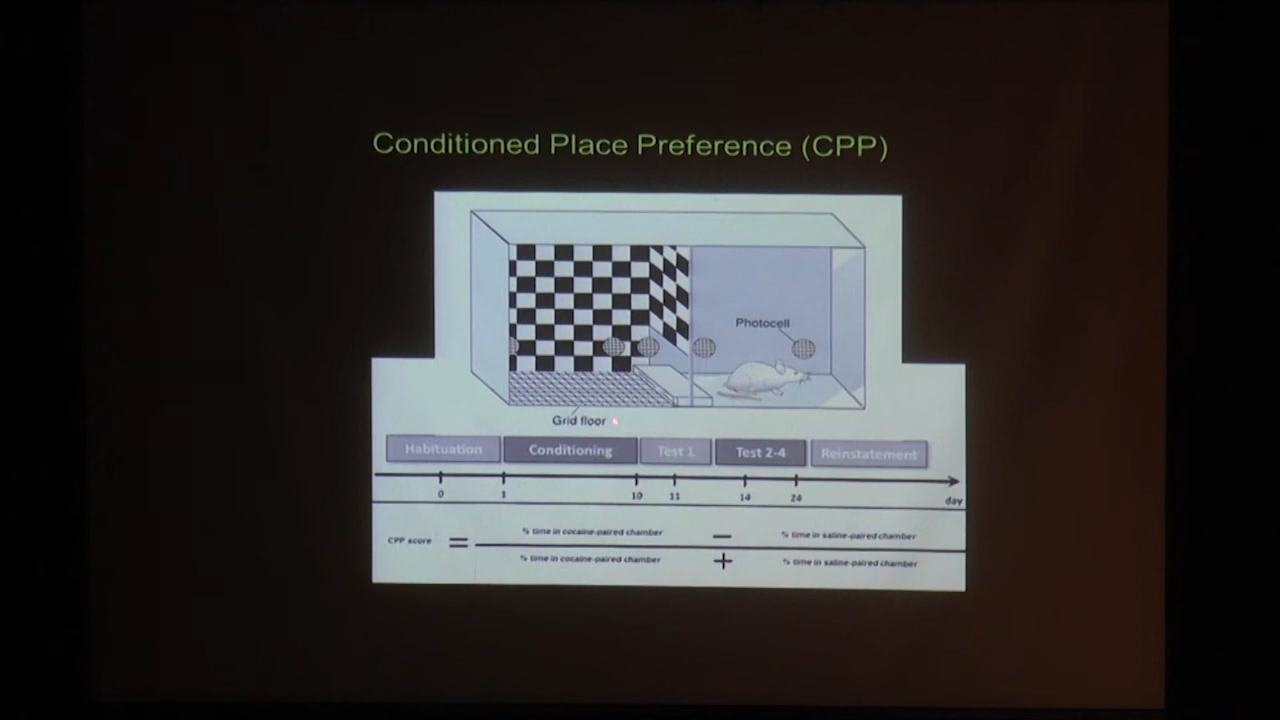 Conditioned Place Preference (CPP)
Photocell
Grid floor
Habituation Conditioning Test 1 Test 2-4 Reinstatement
0 1 10 11 14 24 day
% time in cocaine-paired chamber − % time in saline-paired chamber
CPP score =
% time in cocaine-paired chamber + % time in saline-paired chamber